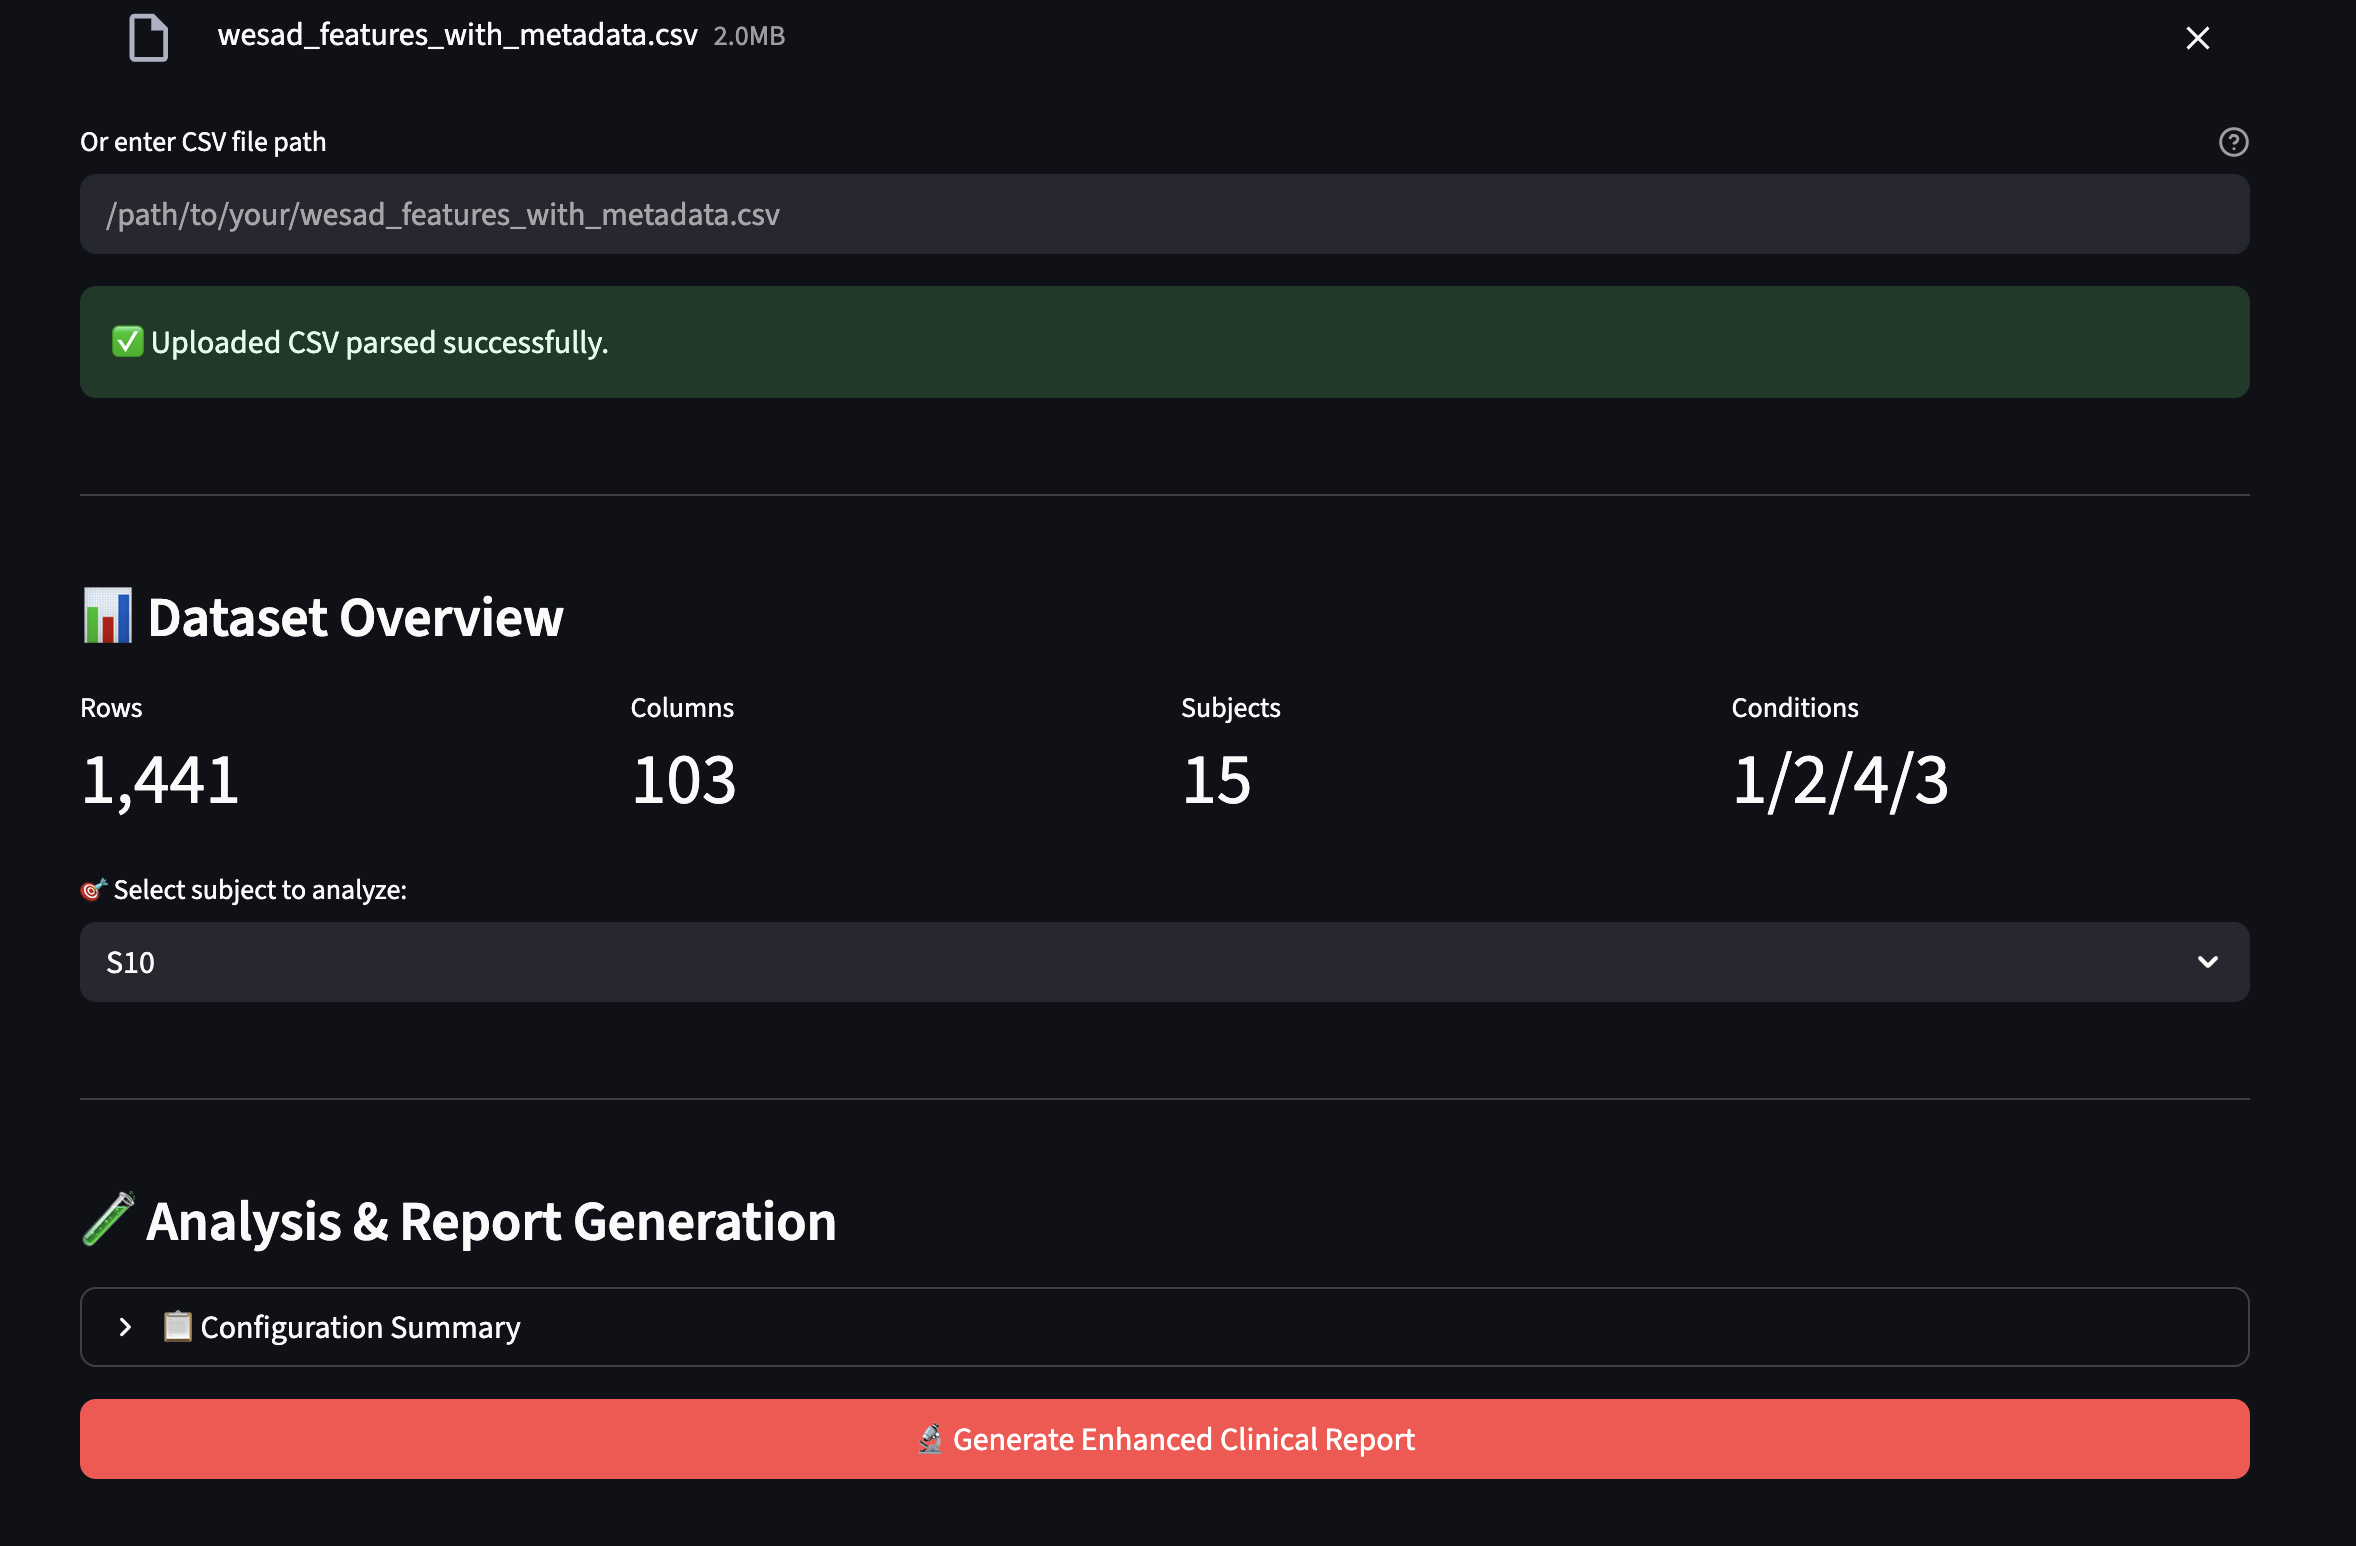 wesad_features_with_metadata.csv 2.0MB
Or enter CSV file path
/path/to/your/wesad_features_with_metadata.csv
✅ Uploaded CSV parsed successfully.
📊 Dataset Overview
Rows
1,441
Columns
103
Subjects
15
Conditions
1/2/4/3
🎯 Select subject to analyze:
S10
🧪 Analysis & Report Generation
📋 Configuration Summary
🔬 Generate Enhanced Clinical Report